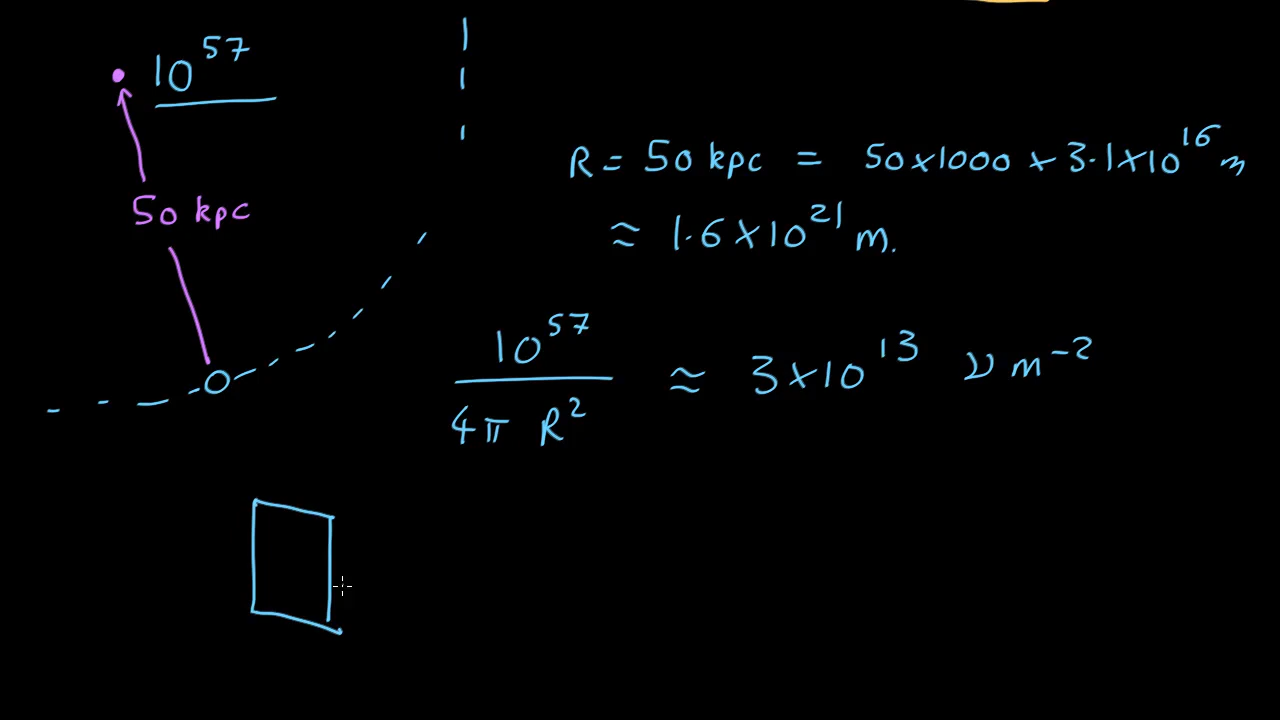 10^57
50 kpc
R = 50 kpc = 50×1000 × 3.1×10^16 m
≈ 1.6×10^21 m.
10^57 / 4π R^2 ≈ 3×10^13 ν m^-2